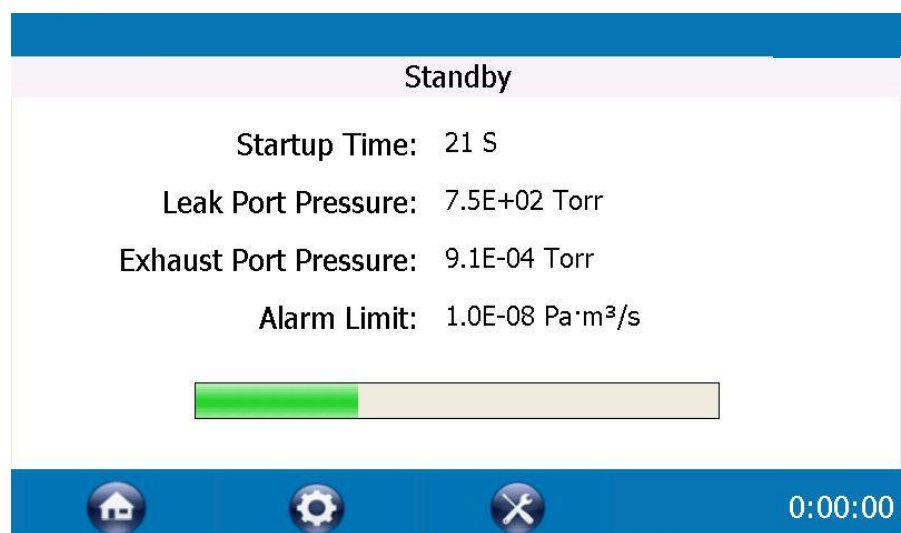 Standby
Startup Time: 21 S
Leak Port Pressure: 7.5E+02 Torr
Exhaust Port Pressure: 9.1E-04 Torr
Alarm Limit: 1.0E-08 Pa·m³/s
0:00:00